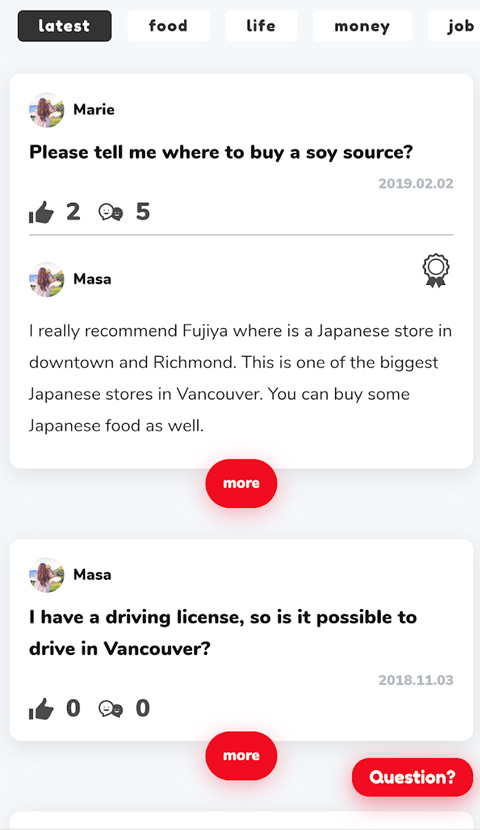 latest food life money job
Marie
Please tell me where to buy a soy source?
2019.02.02
2 5
Masa
I really recommend Fujiya where is a Japanese store in
downtown and Richmond. This is one of the biggest
Japanese stores in Vancouver. You can buy some
Japanese food as well.
more
Masa
I have a driving license, so is it possible to
drive in Vancouver?
2018.11.03
0 0
more
Question?